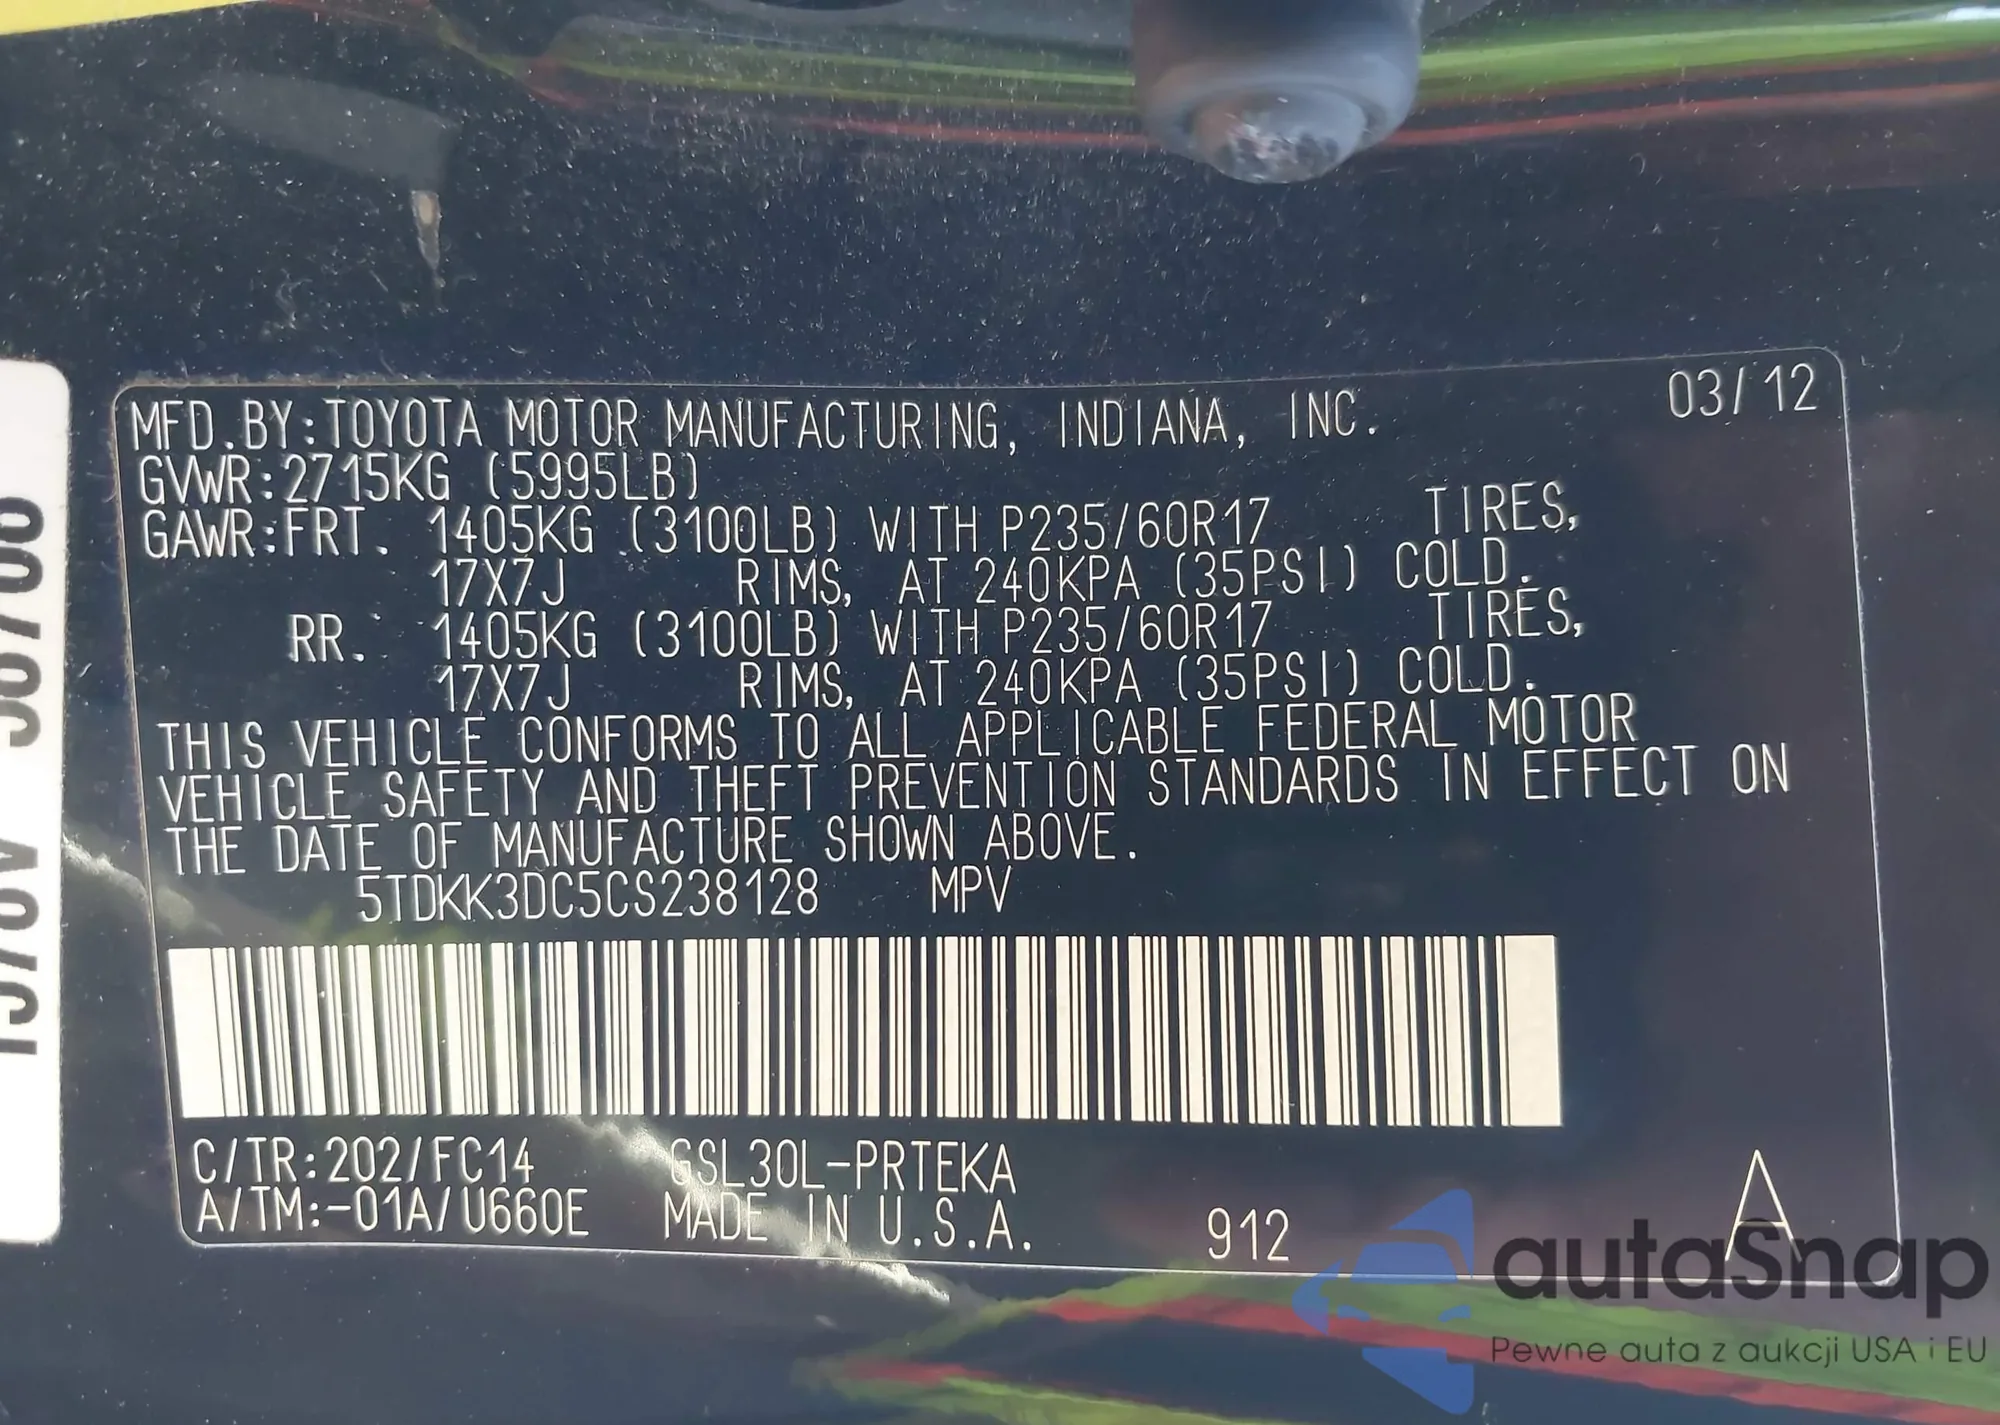 03/12
MFD.BY:TOYOTA MOTOR MANUFACTURING, INDIANA, INC.
GVWR:2715KG (5995LB)
GAWR:FRT. 1405KG (3100LB) WITH P235/60R17 TIRES,
17X7J RIMS, AT 240KPA (35PSI) COLD.
RR. 1405KG (3100LB) WITH P235/60R17 TIRES,
17X7J RIMS, AT 240KPA (35PSI) COLD.
THIS VEHICLE CONFORMS TO ALL APPLICABLE FEDERAL MOTOR
VEHICLE SAFETY AND THEFT PREVENTION STANDARDS IN EFFECT ON
THE DATE OF MANUFACTURE SHOWN ABOVE.
5TDKK3DC5CS238128 MPV
C/TR:202/FC14 GSL30L-PRTEKA
A/TM:-01A/U660E MADE IN U.S.A. 912 A
autoSnap
Pewne auta z aukcji USA i EU